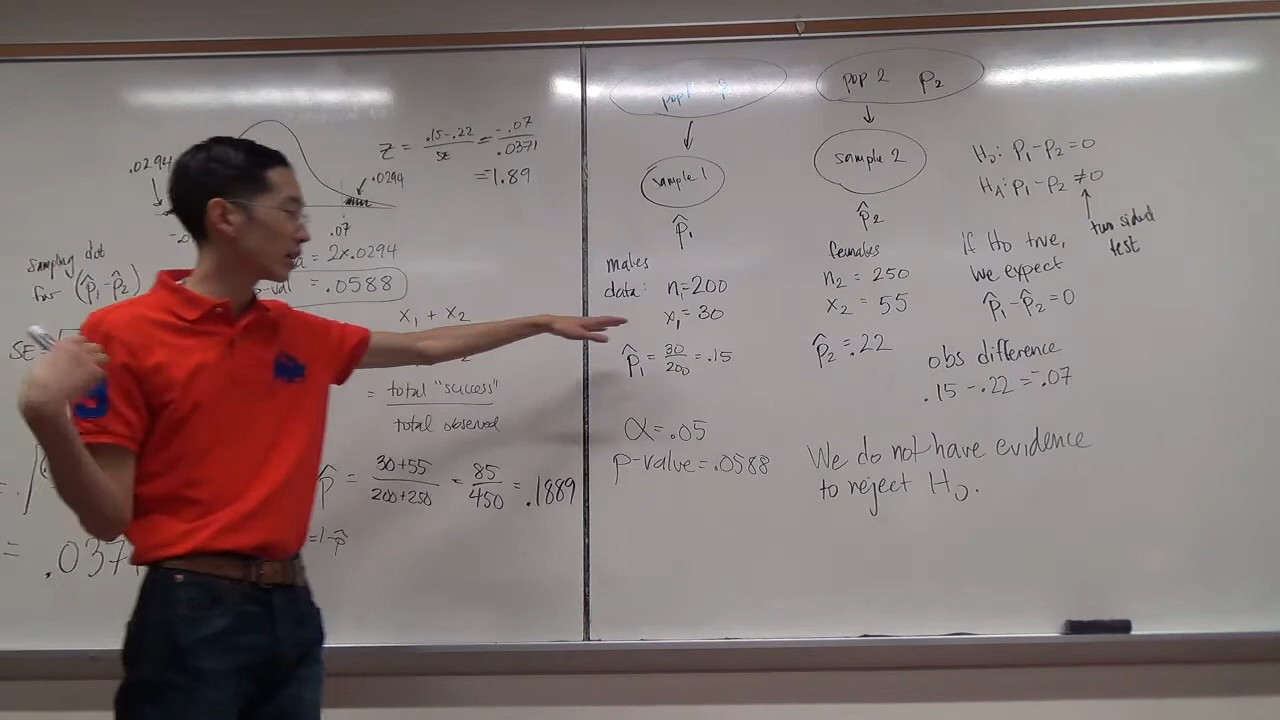 .0294
.0294
.07
z = .15-.22/SE = -.07/.0371
= -1.89
sampling dist
for (p̂₁-p̂₂)
= 2x.0294
-val = .0588
SE=
x₁ + x₂
= total "success" / total observed
p̂ = 30+55/200+250 = 85/450 = .1889
=1-p̂
= .037
pop1 p
sample 1
p̂₁
males
data: n₁=200
x₁=30
p̂₁=30/200=.15
α=.05
p-value=.0588
pop 2 p₂
sample 2
p̂₂
females
n₂ = 250
x₂ = 55
p̂₂=.22
H₀: p₁-p₂=0
H_A: p₁-p₂ ≠0
two sided
test
If H₀ true,
we expect
p̂₁-p̂₂=0
obs difference
.15-.22=-.07
We do not have evidence
to reject H₀.